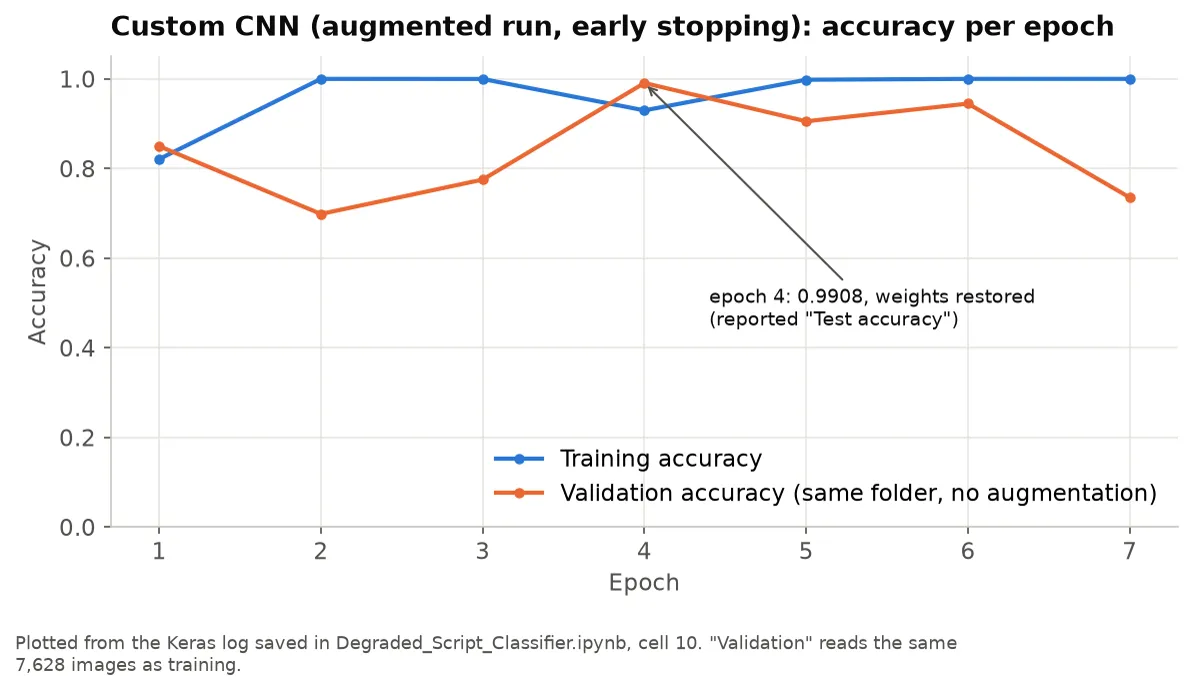 Custom CNN (augmented run, early stopping): accuracy per epoch
1.0
0.8
0.6
0.4
0.2
0.0
Accuracy
epoch 4: 0.9908, weights restored
(reported "Test accuracy")
Training accuracy
Validation accuracy (same folder, no augmentation)
1 2 3 4 5 6 7
Epoch
Plotted from the Keras log saved in Degraded_Script_Classifier.ipynb, cell 10. "Validation" reads the same
7,628 images as training.